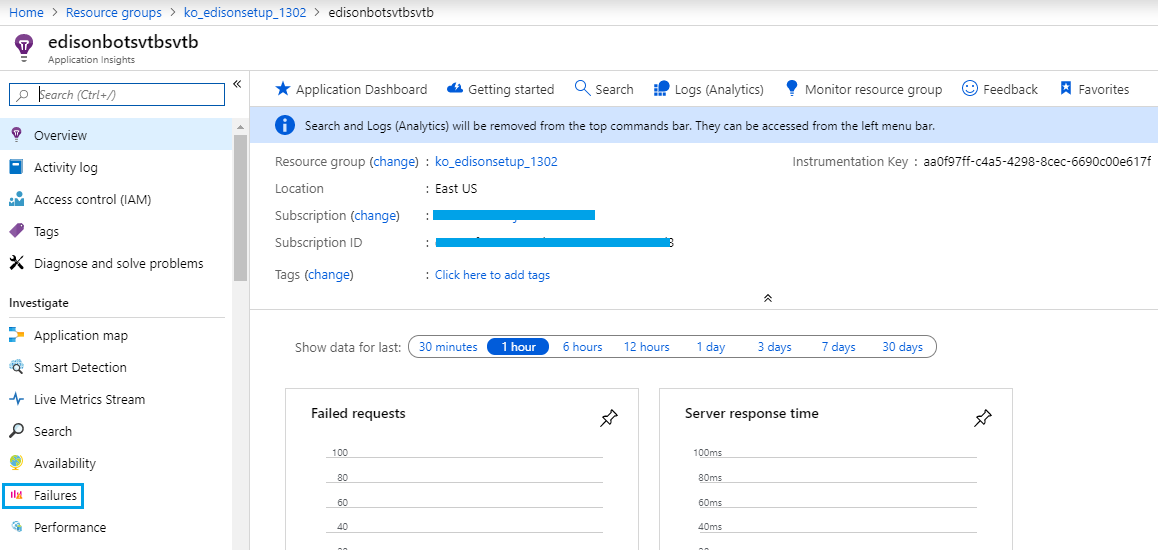 Home > Resource groups > ko_edisonsetup_1302 > edisonbotsvtbsvtb
edisonbotsvtbsvtb
Application Insights
Search (Ctrl+/)
Overview
Activity log
Access control (IAM)
Tags
Diagnose and solve problems
Investigate
Application map
Smart Detection
Live Metrics Stream
Search
Availability
Failures
Performance
Application Dashboard Getting started Search Logs (Analytics) Monitor resource group Feedback Favorites
Search and Logs (Analytics) will be removed from the top commands bar. They can be accessed from the left menu bar.
Resource group (change) : ko_edisonsetup_1302 Instrumentation Key : aa0f97ff-c4a5-4298-8cec-6690c00e617f
Location : East US
Subscription (change) :
Subscription ID :
Tags (change) : Click here to add tags
Show data for last: 30 minutes 1 hour 6 hours 12 hours 1 day 3 days 7 days 30 days
Failed requests
100
80
60
40
Server response time
100ms
80ms
60ms
40ms